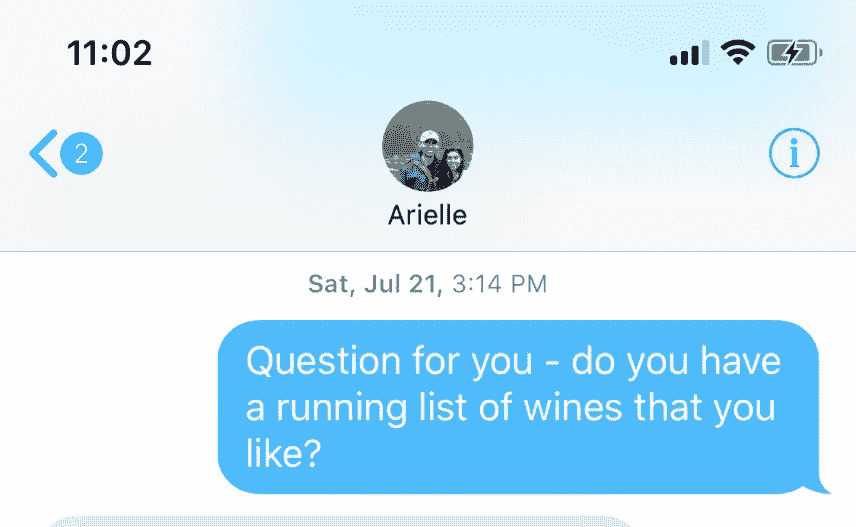 11:02
2
i
Arielle
Sat, Jul 21, 3:14 PM
Question for you - do you have
a running list of wines that you
like?